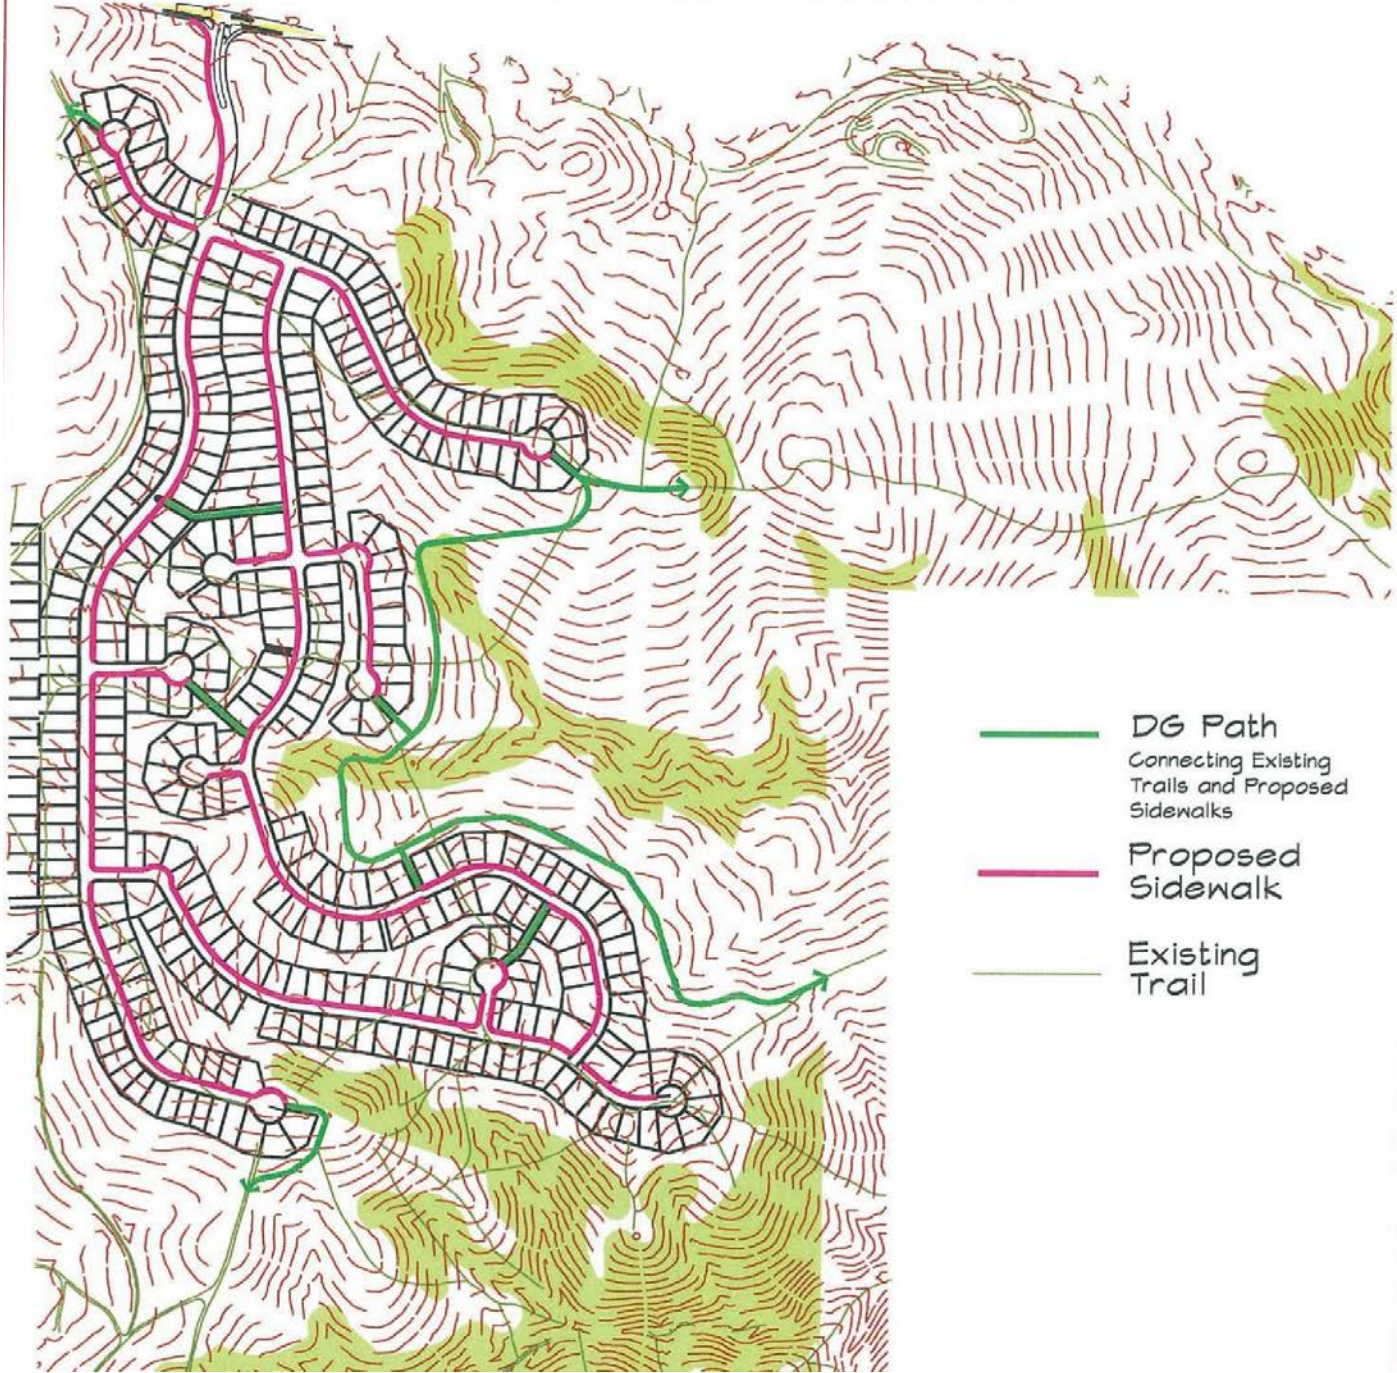 DG Path
Connecting Existing
Trails and Proposed
Sidewalks
Proposed
Sidewalk
Existing
Trail